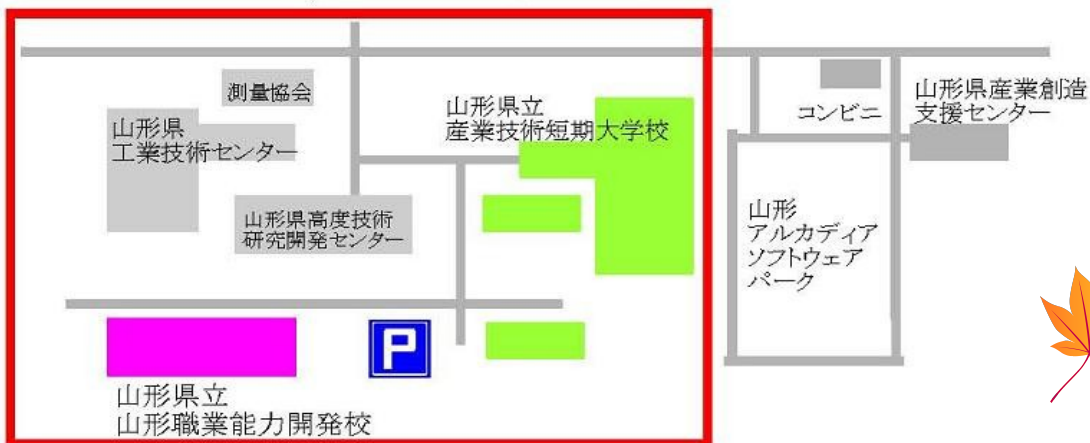 測量協会
山形県
工業技術センター
山形県立
産業技術短期大学校
コンビニ
山形県産業創造
支援センター
山形県高度技術
研究開発センター
山形
アルカディア
ソフトウェア
パーク
P
山形県立
山形職業能力開発校